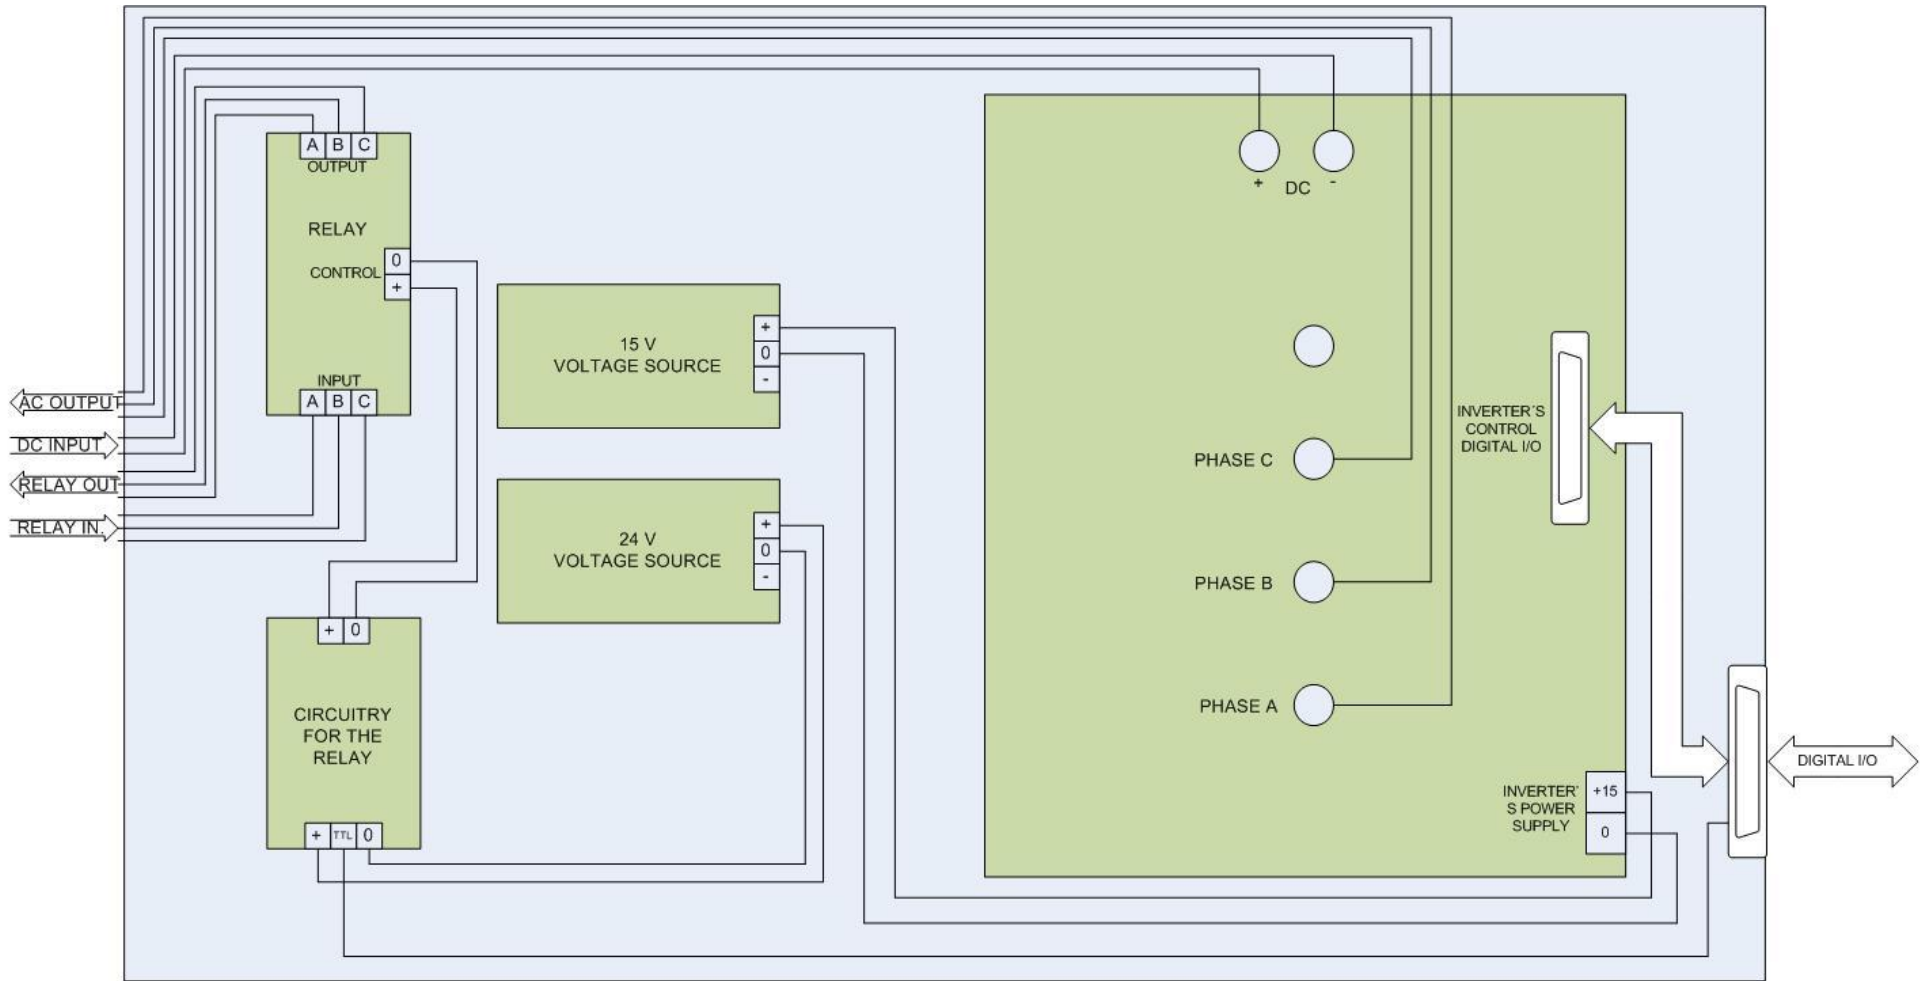 A B C
OUTPUT
RELAY
0
CONTROL
+
INPUT
A B C
AC OUTPUT
DC INPUT
RELAY OUT
RELAY IN.
+ 0
CIRCUITRY
FOR THE
RELAY
+ TTL 0
15 V
VOLTAGE SOURCE
+
0
-
24 V
VOLTAGE SOURCE
+
0
-
+ DC -
PHASE C
PHASE B
PHASE A
INVERTER´S
CONTROL
DIGITAL I/O
INVERTER´
S POWER
SUPPLY
+15
0
DIGITAL I/O